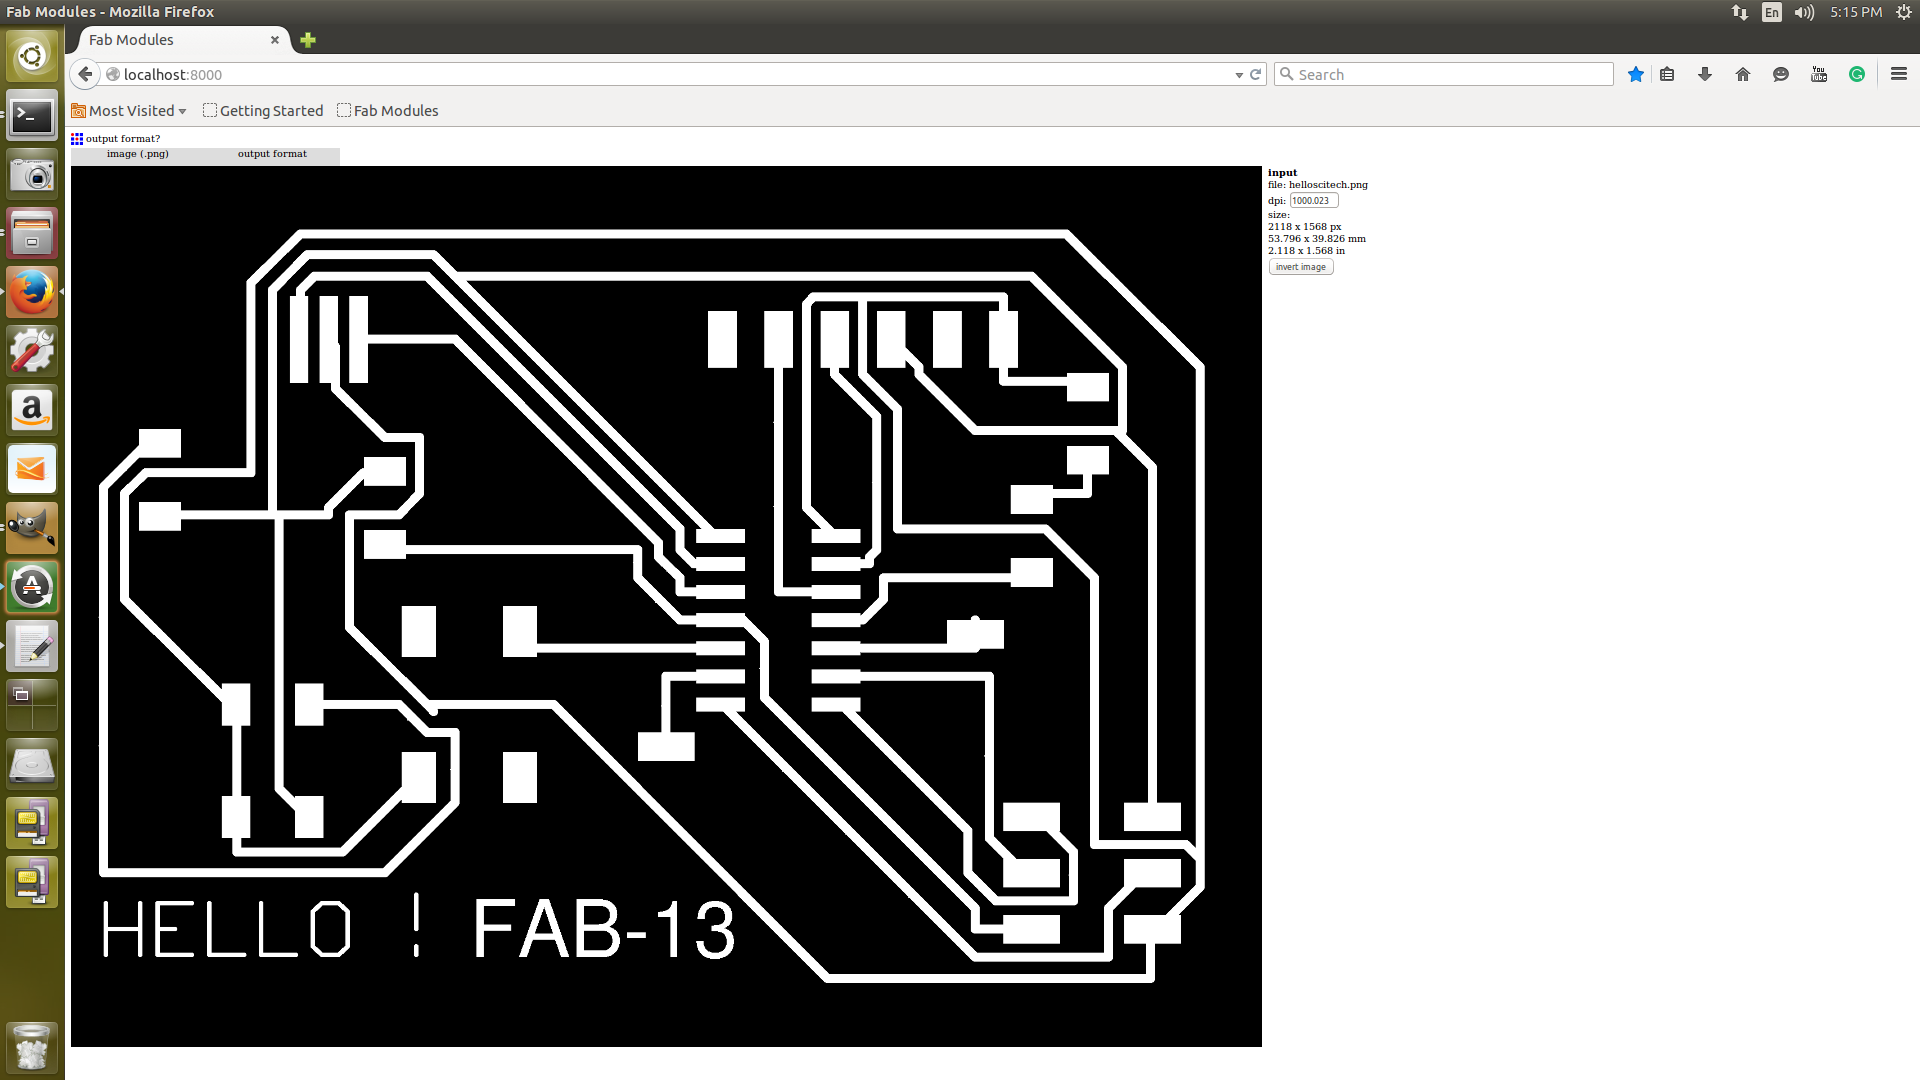 Fab Modules - Mozilla Firefox
En
5:15 PM
Fab Modules
localhost:8000
Search
You
Tube
Most Visited
Getting Started
Fab Modules
output format?
image (.png)
output format
input
file: helloscitech.png
dpi: 1000.023
size:
2118 x 1568 px
53.796 x 39.826 mm
2.118 x 1.568 in
invert image
HELLO ! FAB-13